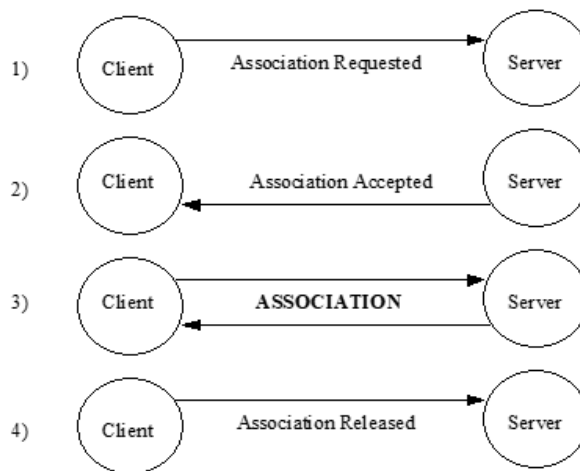 1) Client Association Requested Server
2) Client Association Accepted Server
3) Client ASSOCIATION Server
4) Client Association Released Server